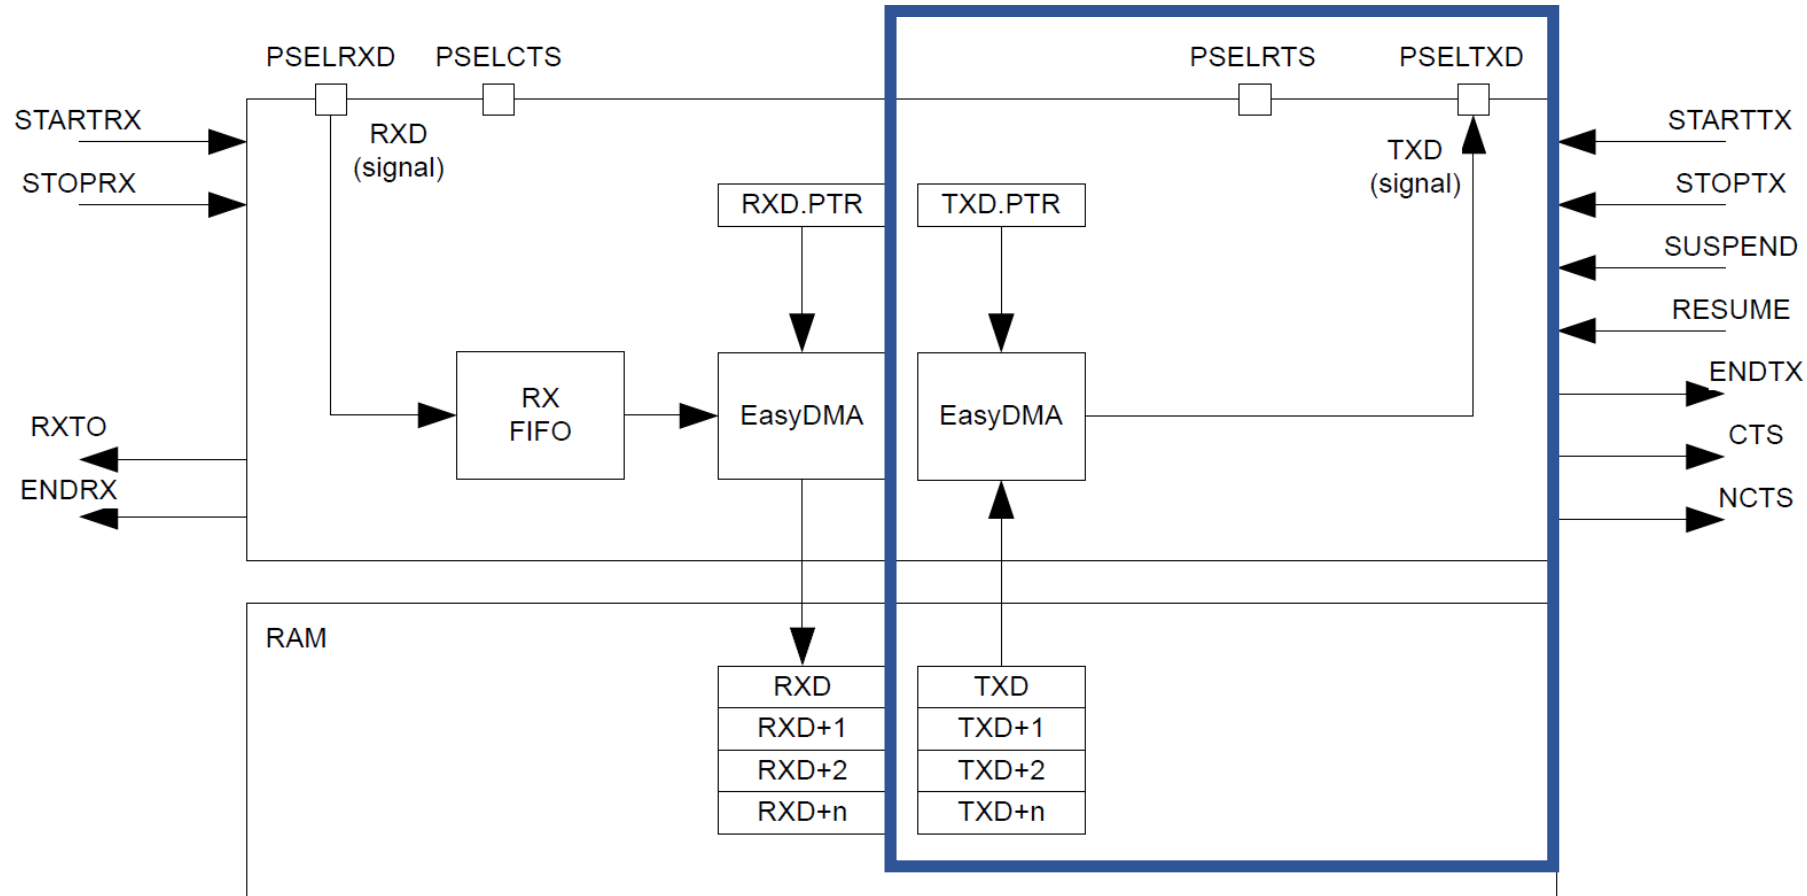 PSELRXD
PSELCTS
PSELRTS
PSELTXD
STARTRX
STOPRX
RXD
(signal)
TXD
(signal)
STARTTX
STOPTX
SUSPEND
RESUME
RXD.PTR
TXD.PTR
RX
FIFO
EasyDMA
EasyDMA
RXTO
ENDRX
ENDTX
CTS
NCTS
RAM
RXD
RXD+1
RXD+2
RXD+n
TXD
TXD+1
TXD+2
TXD+n